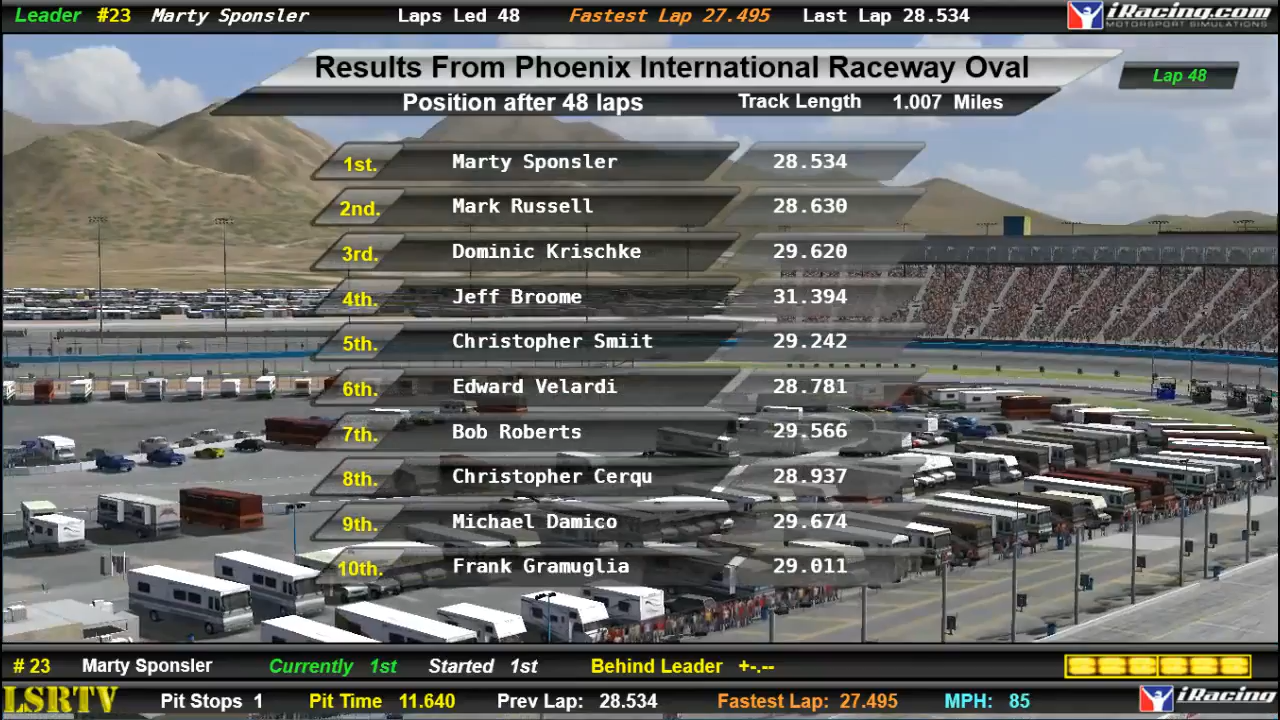 Leader #23 Marty Sponsler Laps Led 48 Fastest Lap 27.495 Last Lap 28.534 iRacing.com
MOTORSPORT SIMULATIONS
Results From Phoenix International Raceway Oval
Lap 48
Position after 48 laps Track Length 1.007 Miles
1st. Marty Sponsler 28.534
2nd. Mark Russell 28.630
3rd. Dominic Krischke 29.620
4th. Jeff Broome 31.394
5th. Christopher Smiit 29.242
6th. Edward Velardi 28.781
7th. Bob Roberts 29.566
8th. Christopher Cerqu 28.937
9th. Michael Damico 29.674
10th. Frank Gramuglia 29.011
# 23 Marty Sponsler Currently 1st Started 1st Behind Leader +-.--
LSRTV Pit Stops 1 Pit Time 11.640 Prev Lap: 28.534 Fastest Lap: 27.495 MPH: 85 iRacing